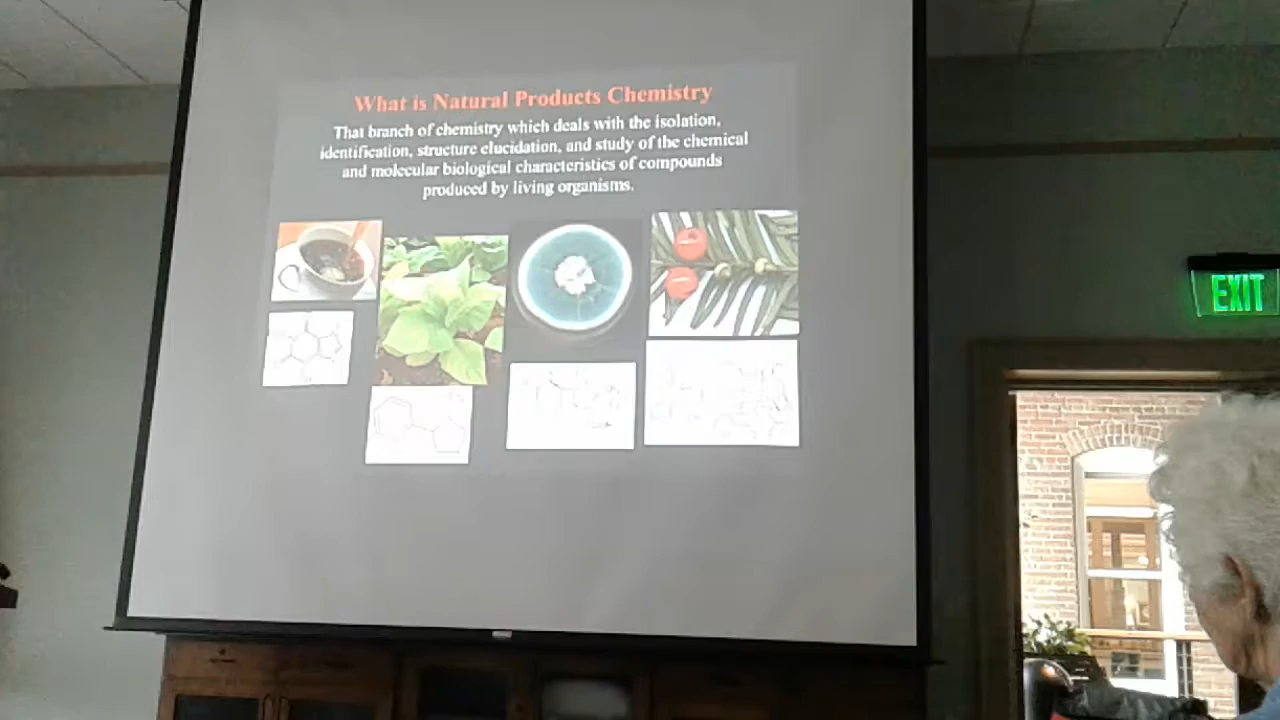 What is Natural Products Chemistry
That branch of chemistry which deals with the isolation,
identification, structure elucidation, and study of the chemical
and molecular biological characteristics of compounds
produced by living organisms.
EXIT